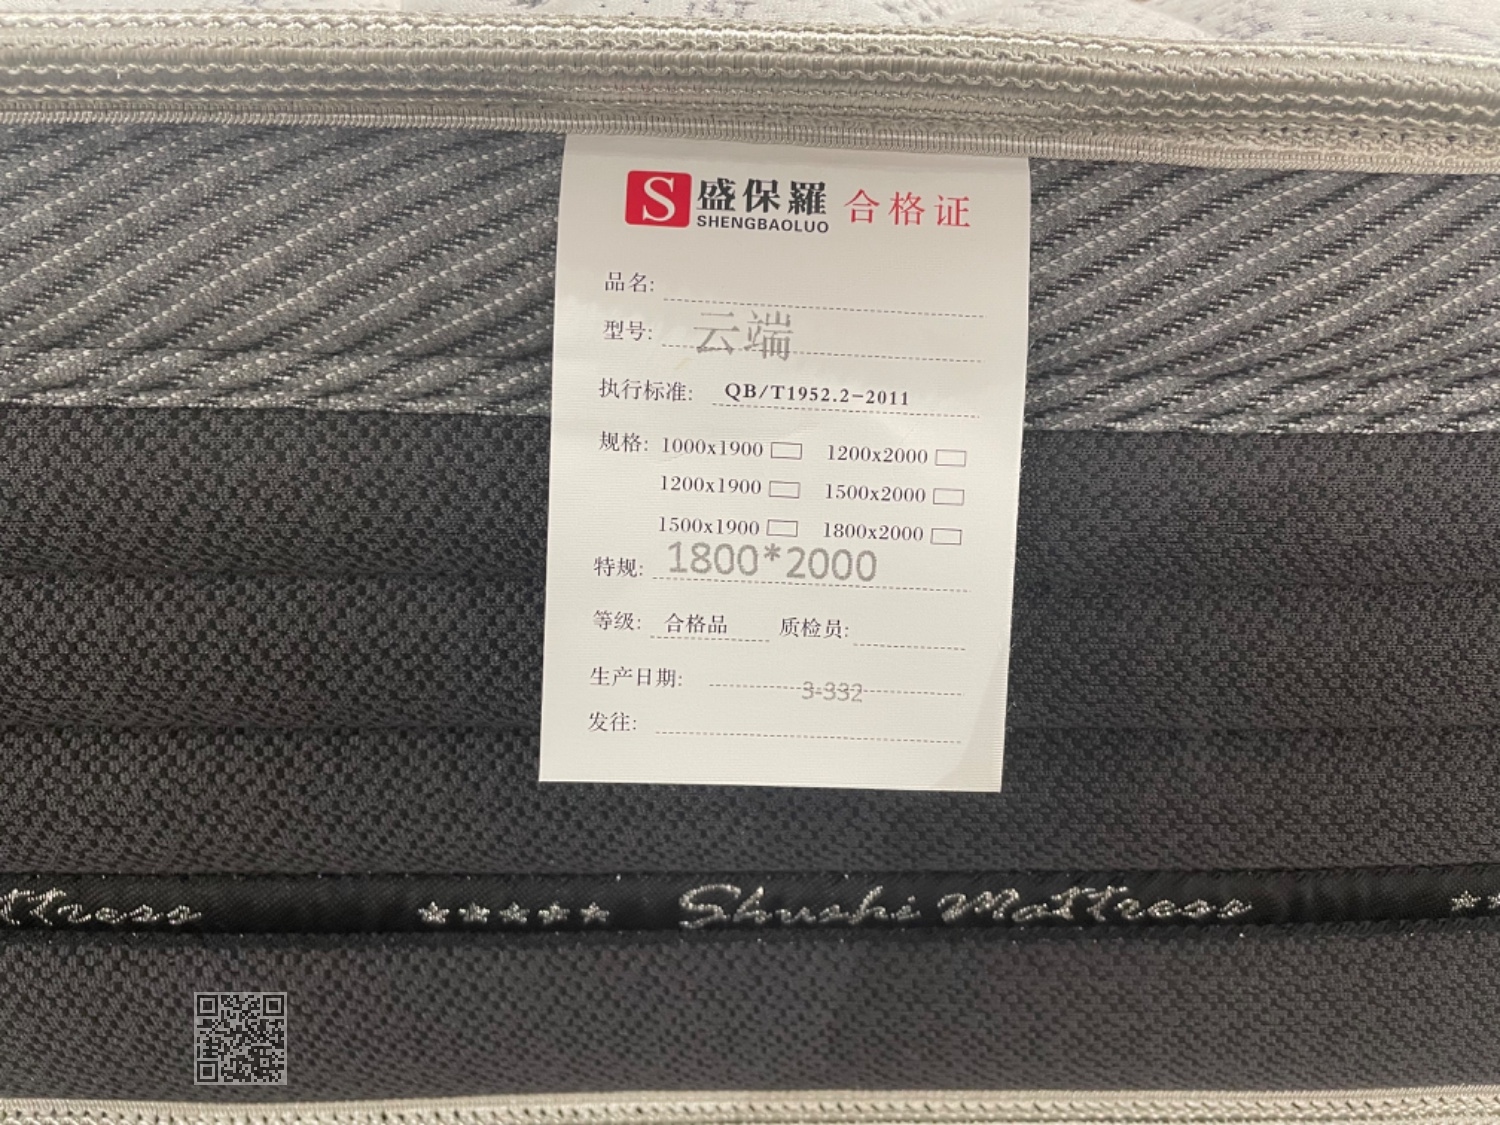 S 盛保羅 合格证
SHENGBAOLUO
品名:
型号: 云端
执行标准: QB/T1952.2-2011
规格: 1000x1900 1200x2000
1200x1900 1500x2000
1500x1900 1800x2000
特规: 1800*2000
等级: 合格品 质检员:
生产日期: 3-332
发往:
ttress ★★★★★ Shushi Mattress ★★